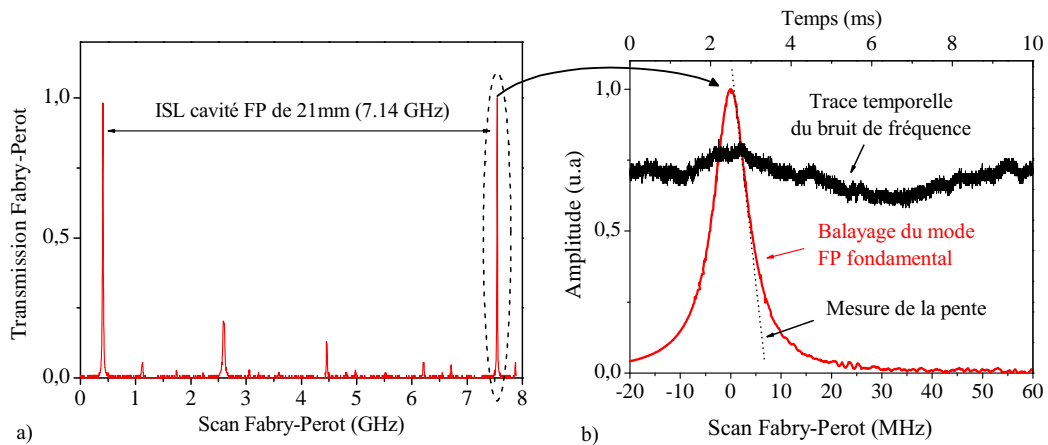 1,0
0,5
0,0
Transmission Fabry-Perot
ISL cavité FP de 21mm (7.14 GHz)
0 1 2 3 4 5 6 7 8
Scan Fabry-Perot (GHz)
a)
Temps (ms)
0 2 4 6 8 10
1,0
0,5
0,0
Amplitude (u.a)
Trace temporelle
du bruit de fréquence
Balayage du mode
FP fondamental
Mesure de la pente
-20 -10 0 10 20 30 40 50 60
Scan Fabry-Perot (MHz)
b)